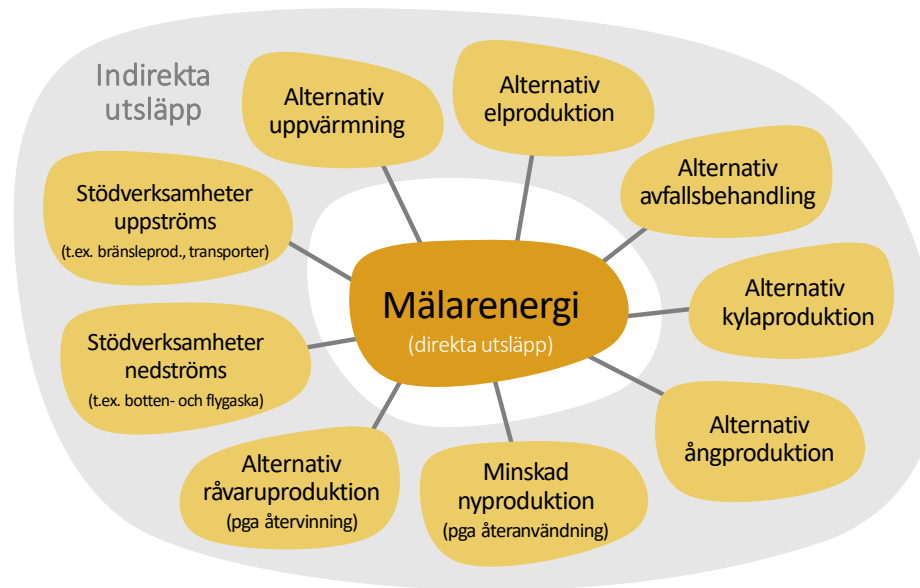 Indirekta
utsläpp
Alternativ
uppvärmning
Alternativ
elproduktion
Alternativ
avfallsbehandling
Alternativ
kylaproduktion
Alternativ
ångproduktion
Minskad
nyproduktion
(pga återanvändning)
Alternativ
råvaruproduktion
(pga återvinning)
Stödverksamheter
nedströms
(t.ex. botten- och flygaska)
Stödverksamheter
uppströms
(t.ex. bränsleprod., transporter)
Mälarenergi
(direkta utsläpp)